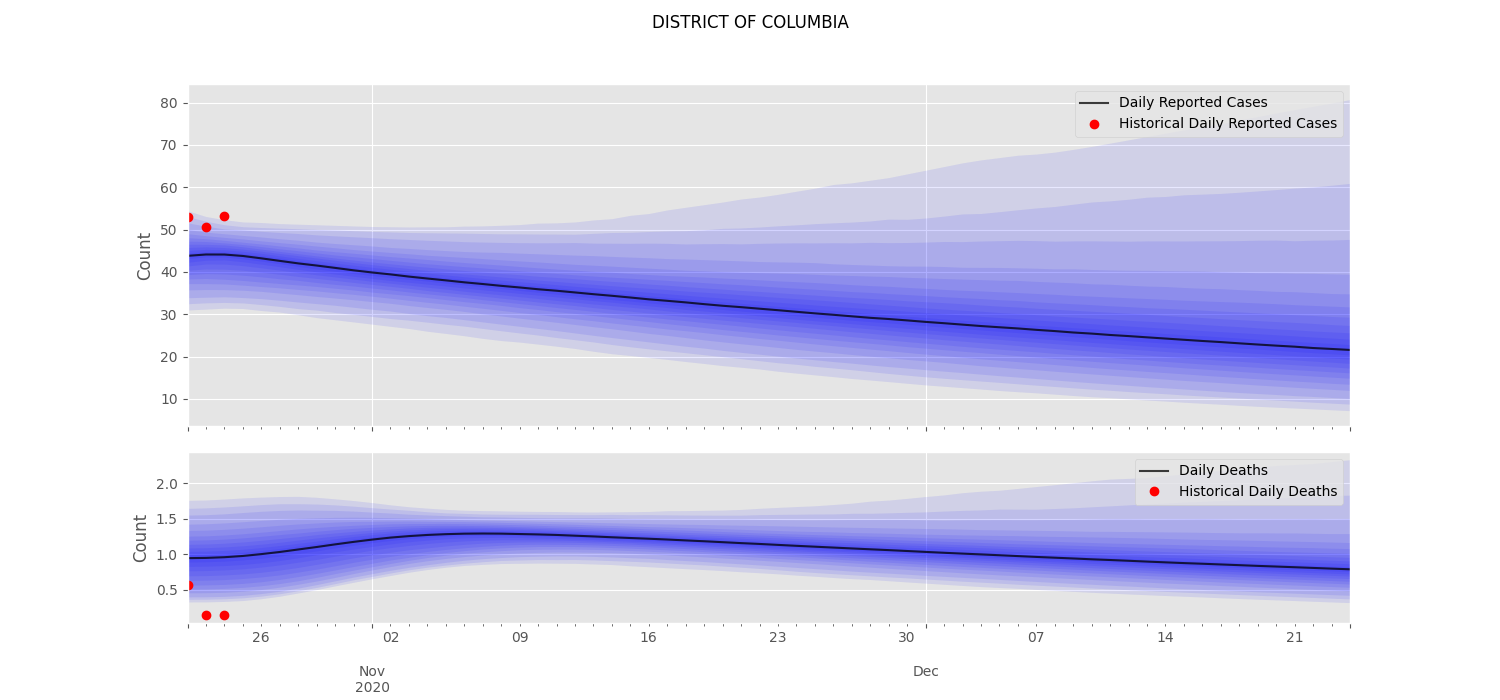 DISTRICT OF COLUMBIA
Daily Reported Cases
Historical Daily Reported Cases
80
70
60
50
40
30
20
10
Count
Daily Deaths
Historical Daily Deaths
2.0
1.5
1.0
0.5
Count
26 02 09 16 23 30 07 14 21
Nov Dec
2020